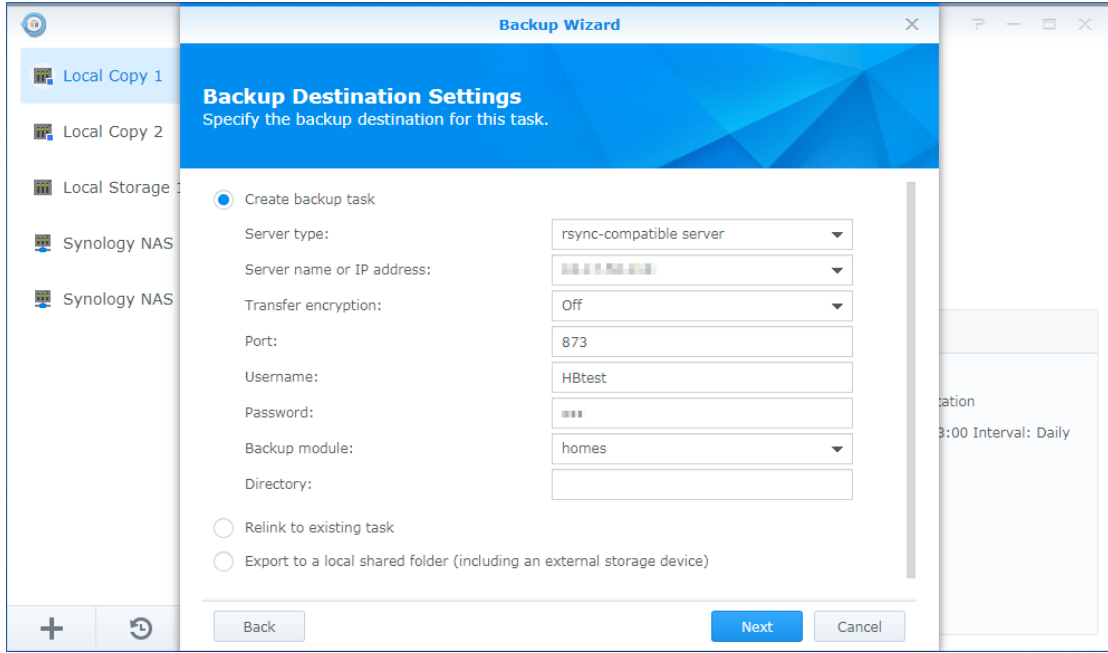 Backup Wizard
Local Copy 1
Local Copy 2
Local Storage
Synology NAS
Synology NAS
Backup Destination Settings
Specify the backup destination for this task.
Create backup task
Server type: rsync-compatible server
Server name or IP address:
Transfer encryption: Off
Port: 873
Username: HBtest
Password:
Backup module: homes
Directory:
Relink to existing task
Export to a local shared folder (including an external storage device)
Back Next Cancel
3:00 Interval: Daily